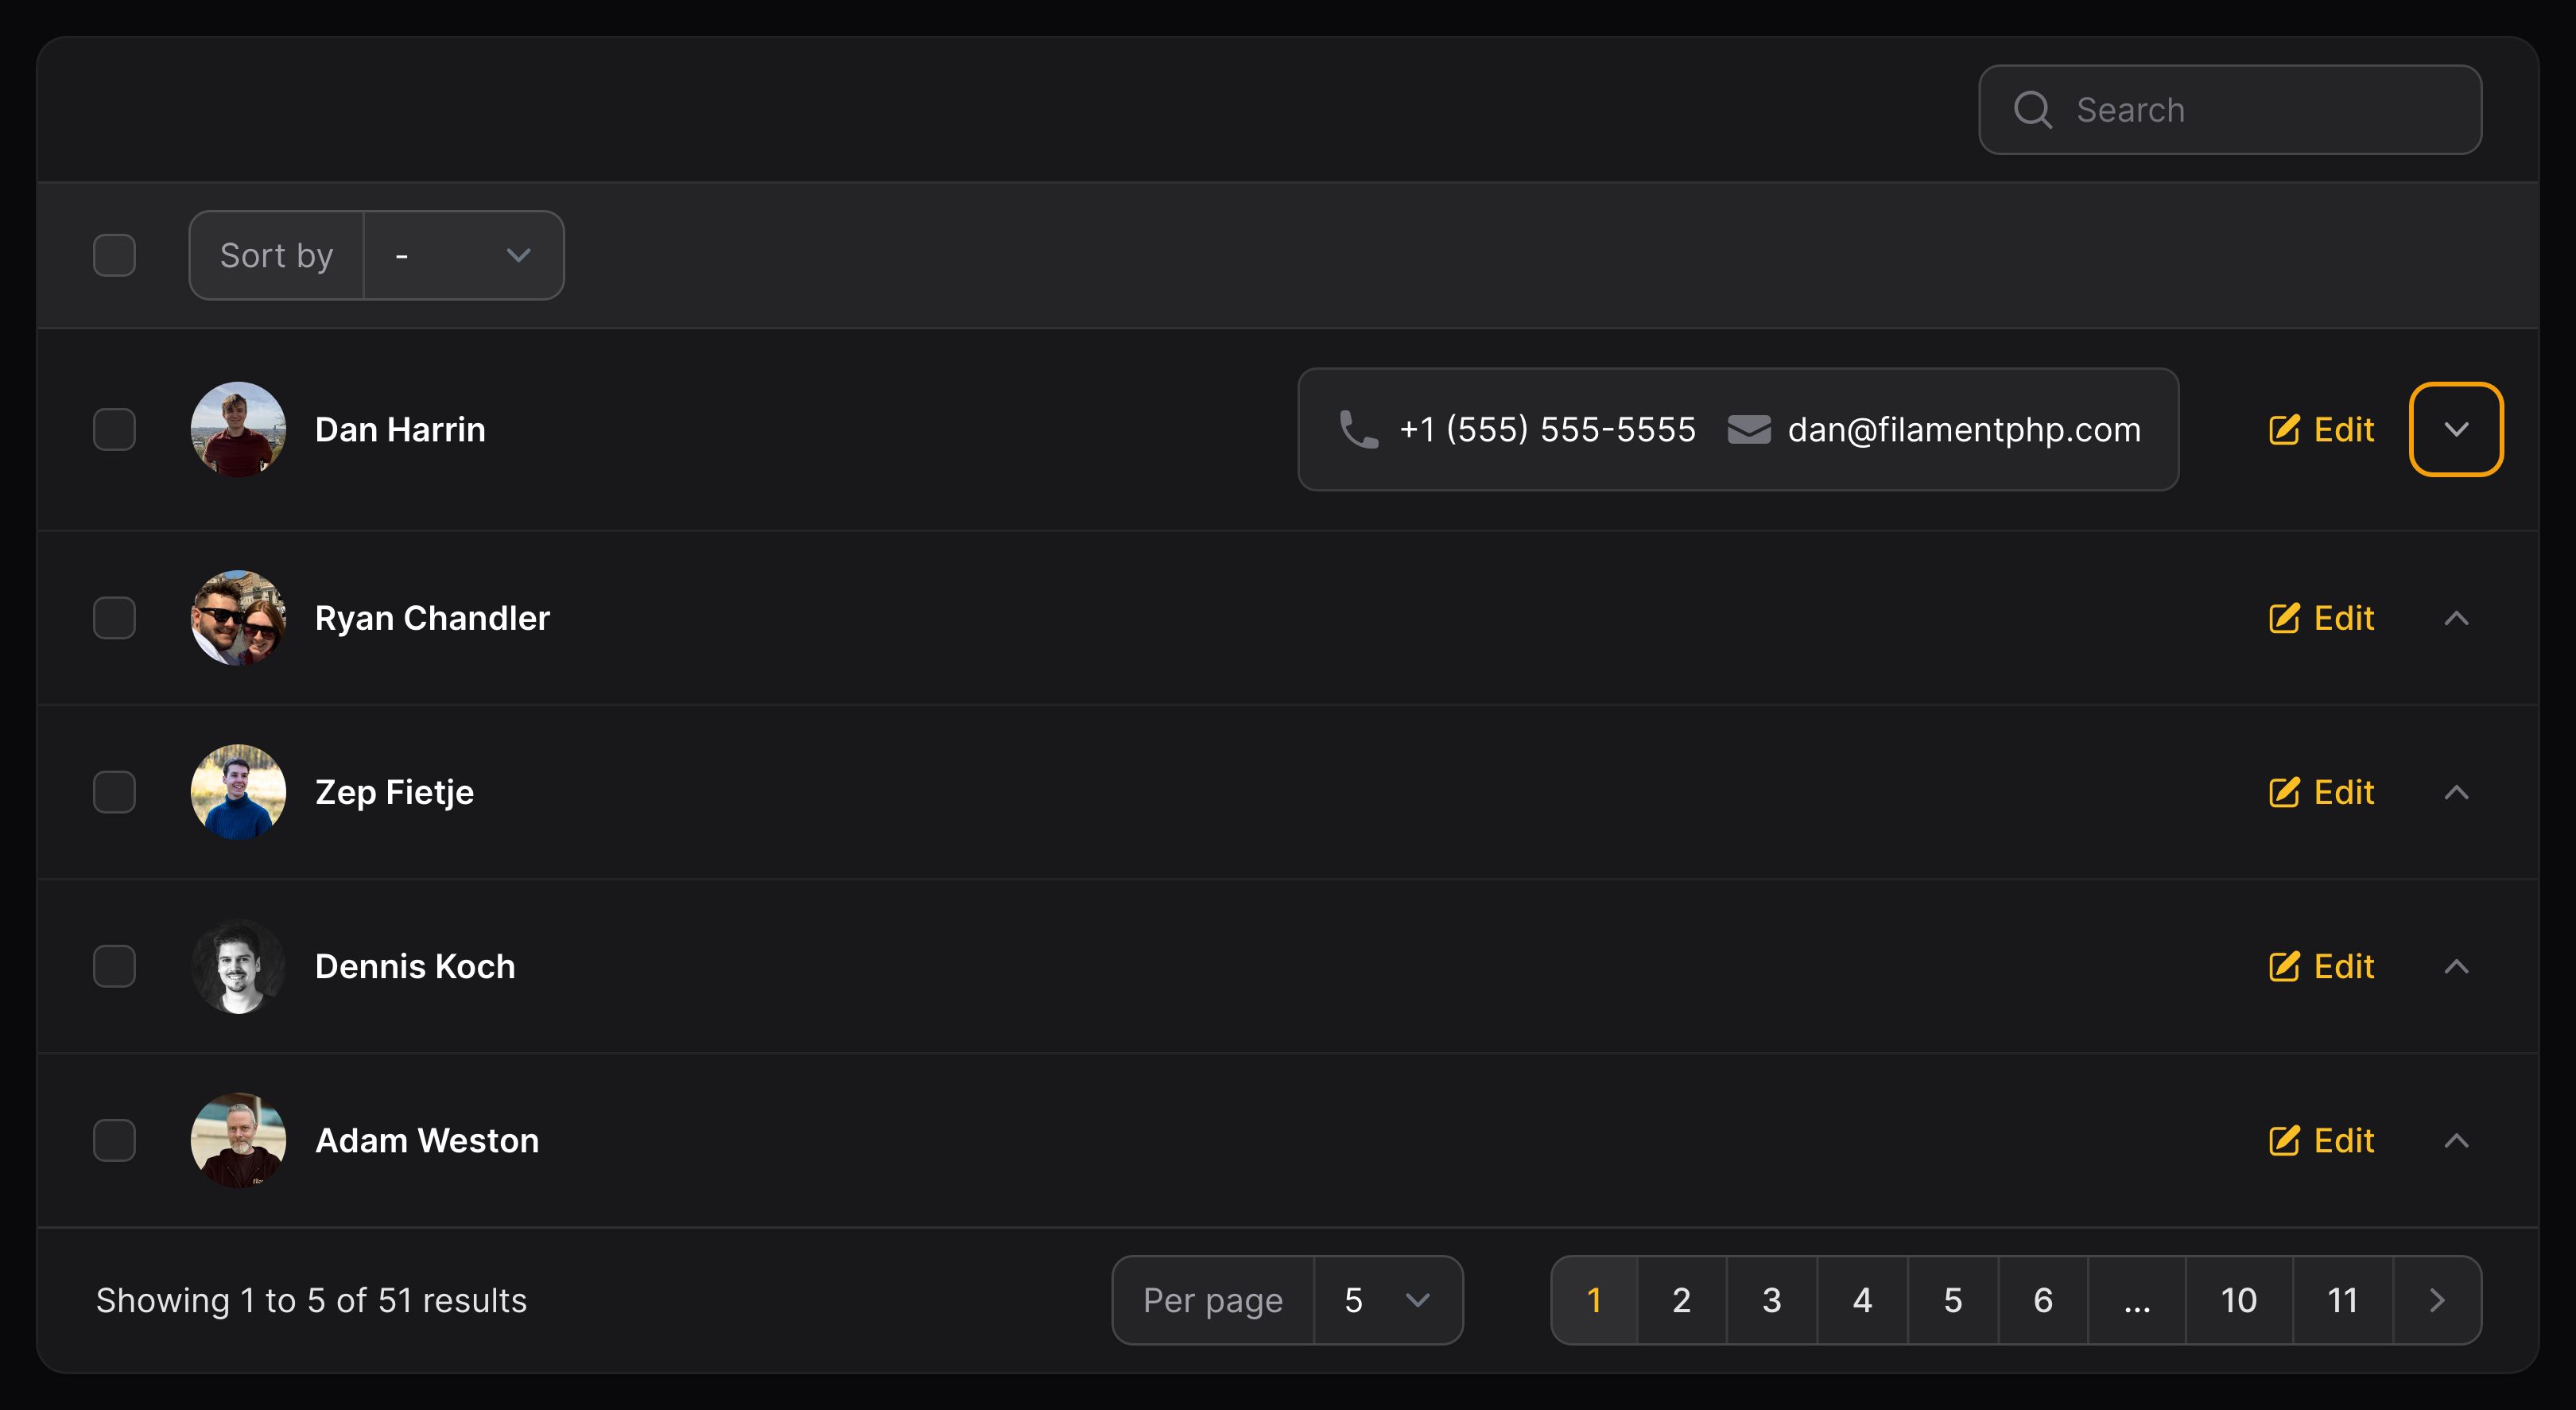 Search
Sort by -
Dan Harrin +1 (555) 555-5555 dan@filamentphp.com Edit
Ryan Chandler Edit
Zep Fietje Edit
Dennis Koch Edit
Adam Weston Edit
Showing 1 to 5 of 51 results Per page 5 1 2 3 4 5 6 ... 10 11